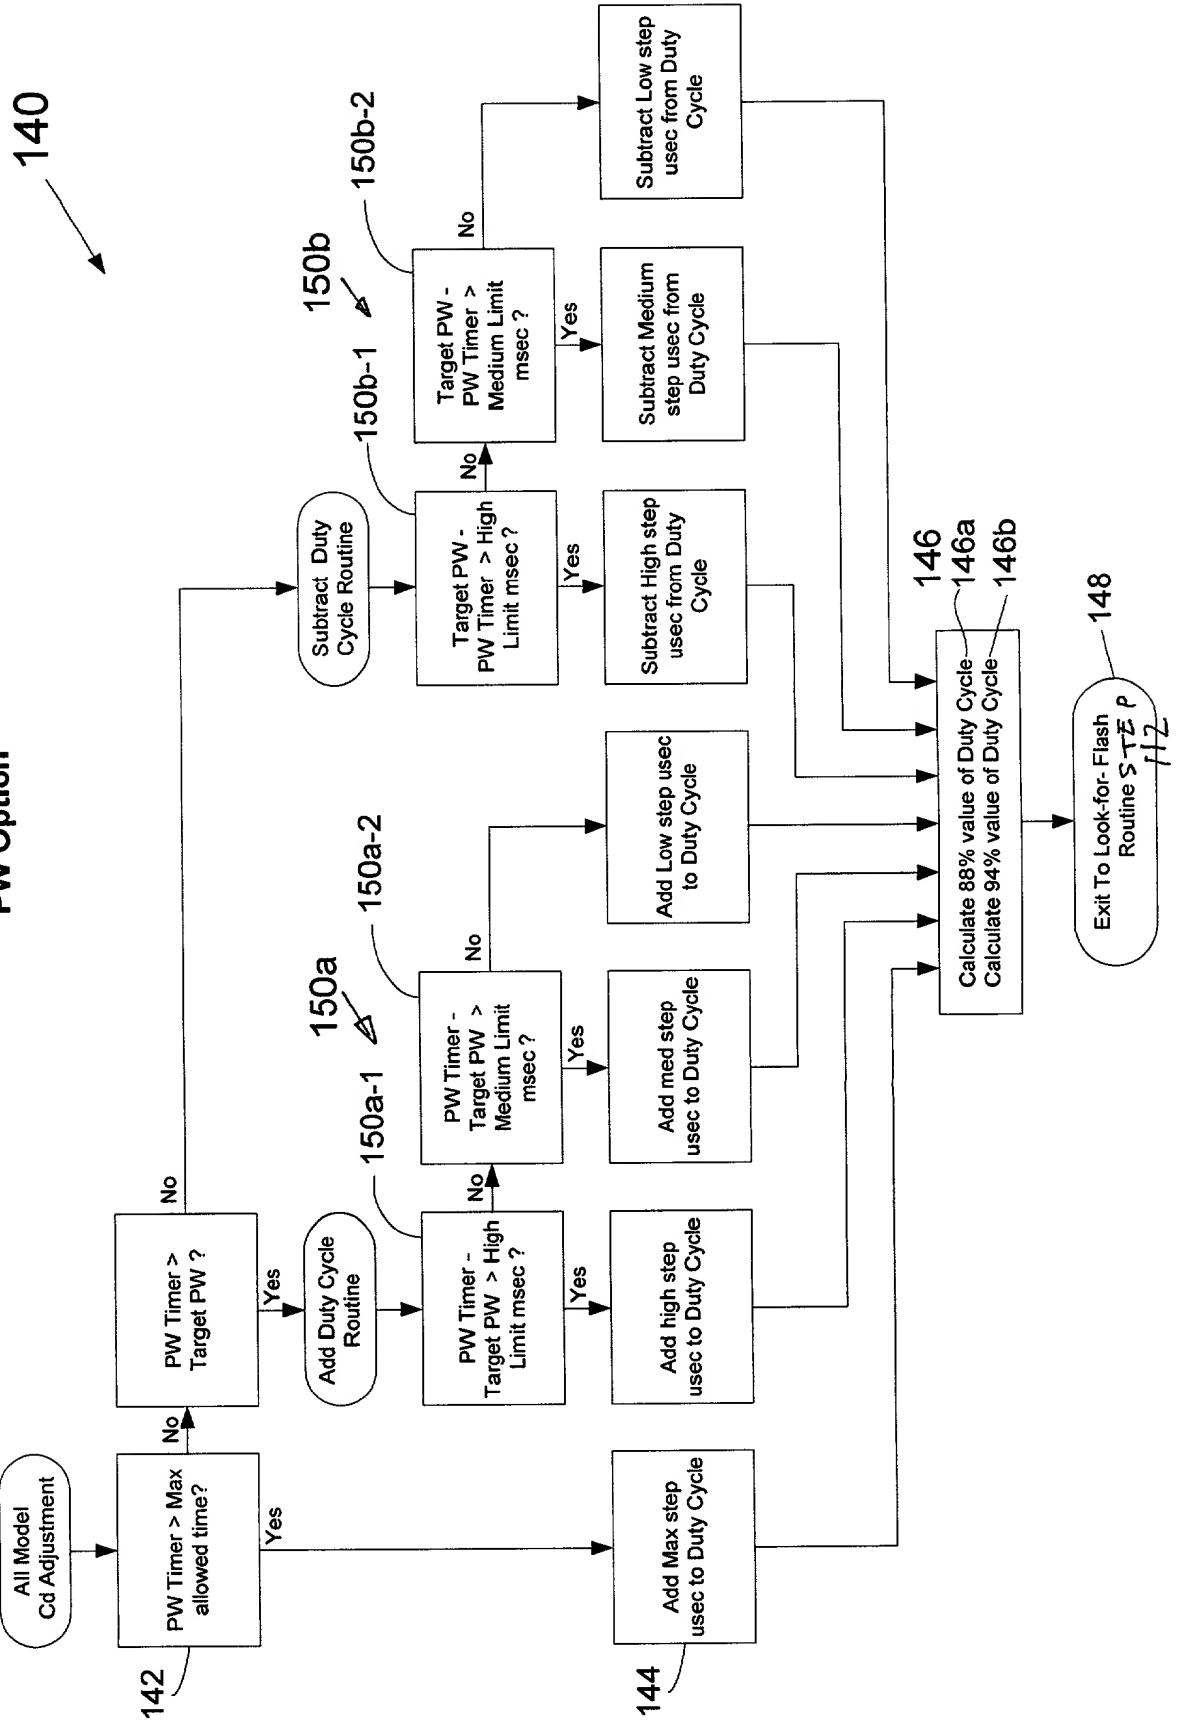 PW Option
140
All Model
Cd Adjustment
142
PW Timer > Max
allowed time?
No
Yes
PW Timer >
Target PW ?
No
Yes
Add Duty Cycle
Routine
Subtract Duty
Cycle Routine
150a
150a-1
PW Timer -
Target PW > High
Limit msec ?
No
Yes
150a-2
PW Timer -
Target PW >
Medium Limit
msec ?
No
Yes
150b
150b-1
Target PW -
PW Timer > High
Limit msec ?
No
Yes
150b-2
Target PW -
PW Timer >
Medium Limit
msec ?
No
Yes
144
Add Max step
usec to Duty Cycle
Add high step
usec to Duty Cycle
Add med step
usec to Duty Cycle
Add Low step usec
to Duty Cycle
Subtract High step
usec from Duty
Cycle
Subtract Medium
step usec from
Duty Cycle
Subtract Low step
usec from Duty
Cycle
146
Calculate 88% value of Duty Cycle
146a
Calculate 94% value of Duty Cycle
146b
Exit To Look-for- Flash
Routine STEP
112
148